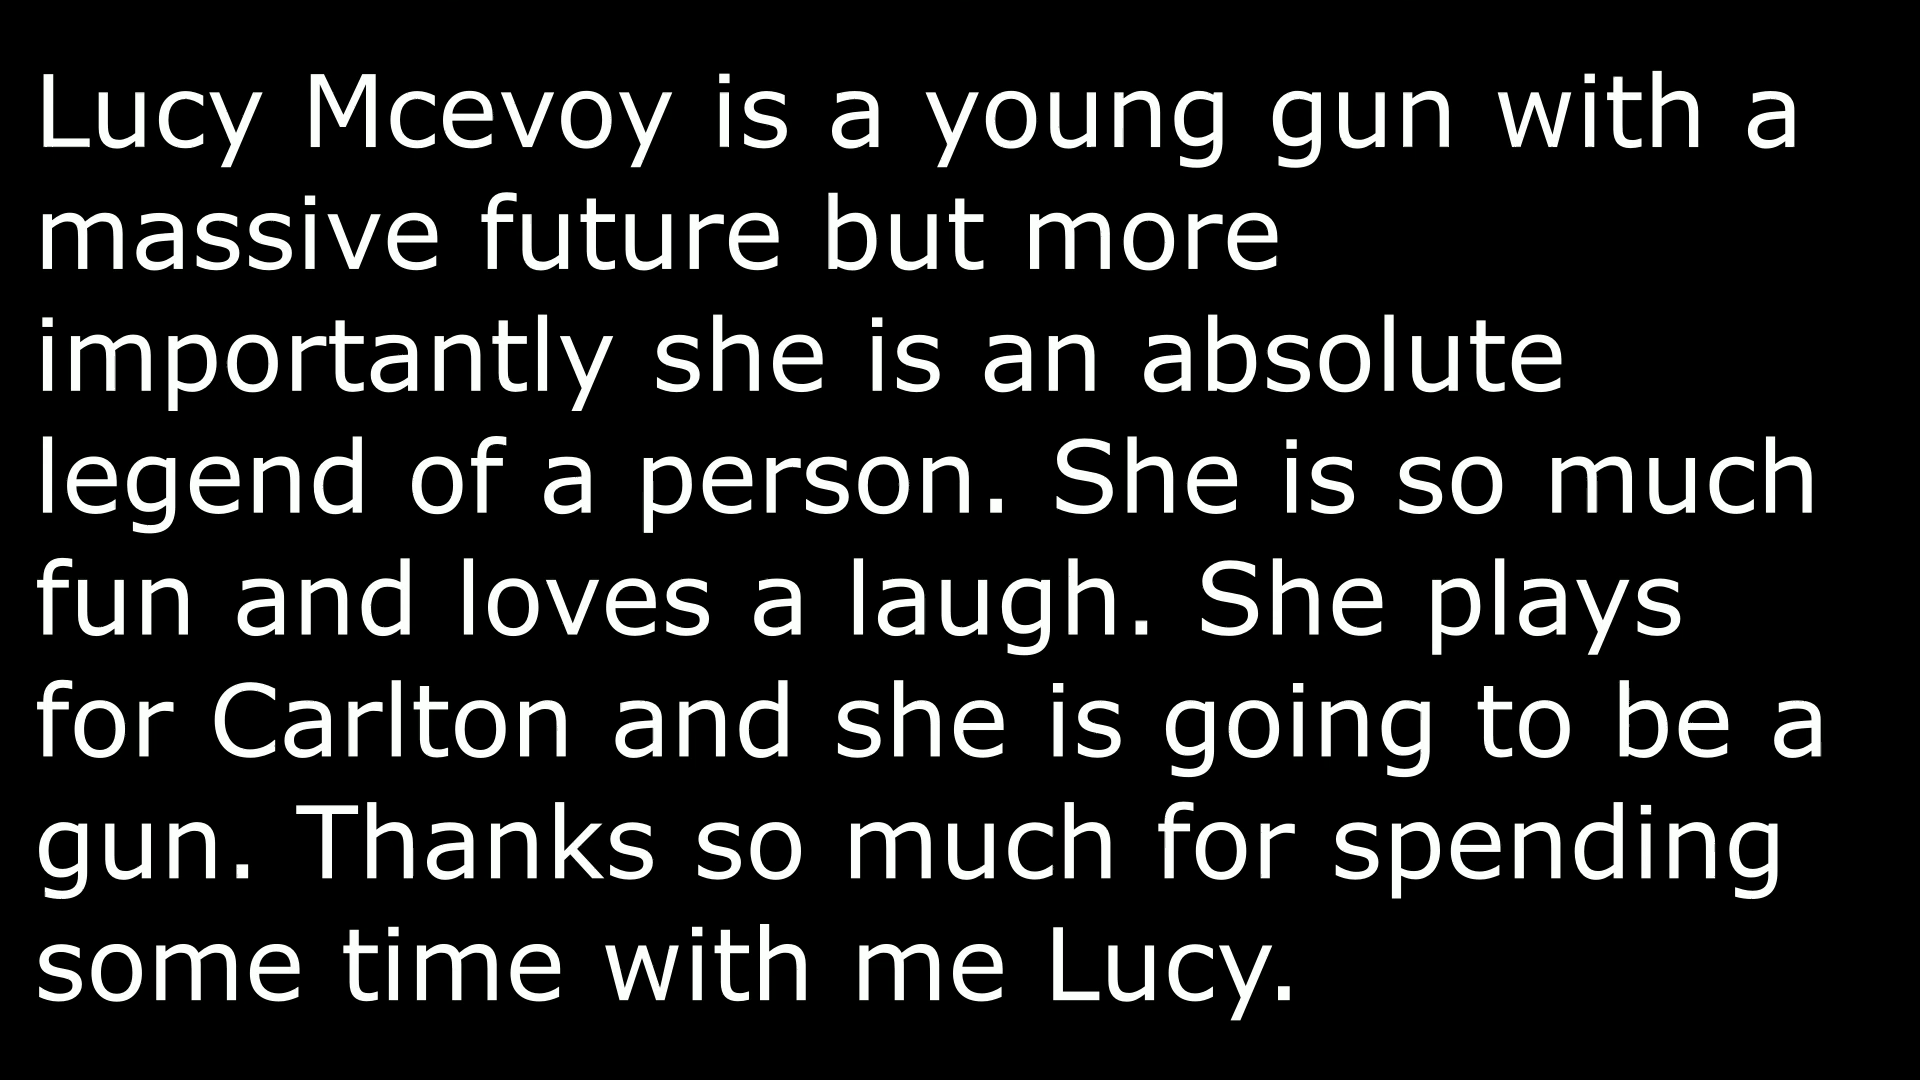 Lucy Mcevoy is a young gun with a
massive future but more
importantly she is an absolute
legend of a person. She is so much
fun and loves a laugh. She plays
for Carlton and she is going to be a
gun. Thanks so much for spending
some time with me Lucy.